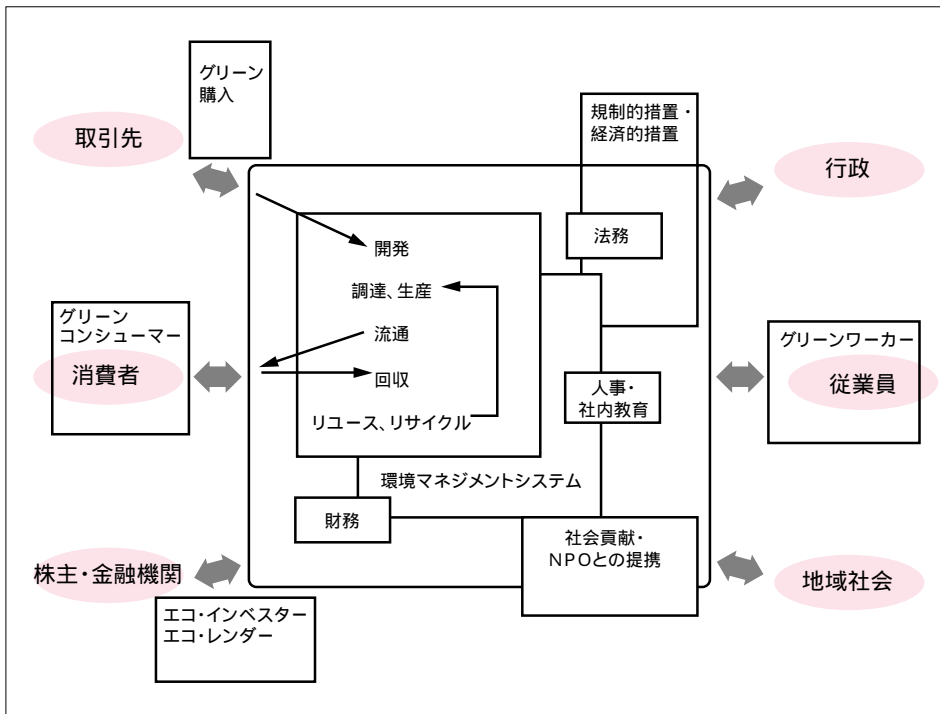 グリーン
購入
取引先
規制的措置・
経済的措置
行政
法務
開発
調達、生産
流通
回収
リユース、リサイクル
グリーン
コンシューマー
消費者
人事・
社内教育
グリーンワーカー
従業員
環境マネジメントシステム
財務
社会貢献・
NPOとの提携
株主・金融機関
エコ・インベスター
エコ・レンダー
地域社会